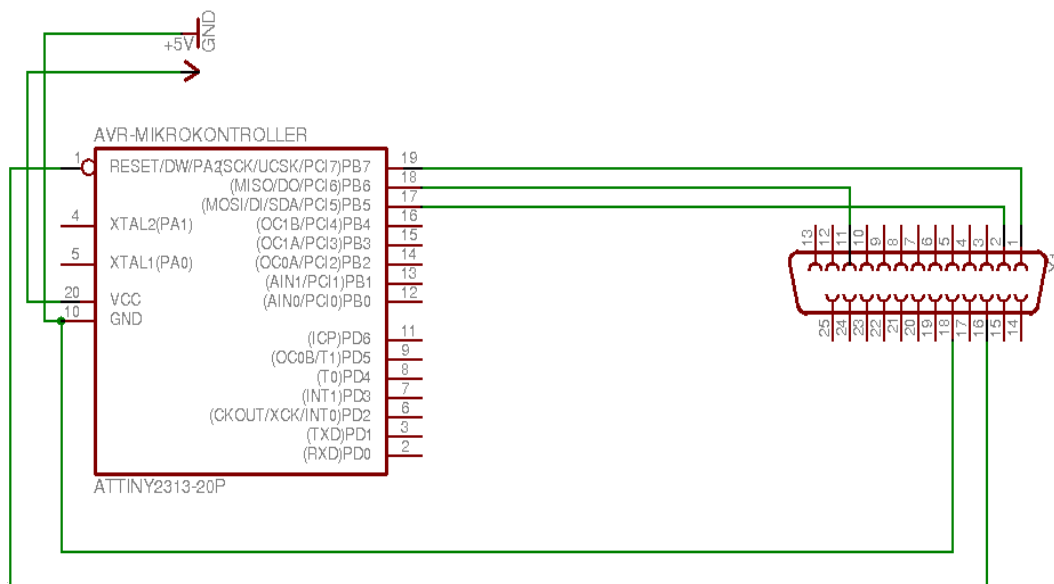 GND
+5V
AVR-MIKROKONTROLLER
1 RESET/DW/PA2(SCK/UCSK/PCI7)PB7 19
(MISO/DO/PCI6)PB6 18
(MOSI/DI/SDA/PCI5)PB5 17
4 XTAL2(PA1) (OC1B/PCI4)PB4 16
(OC1A/PCI3)PB3 15
5 XTAL1(PA0) (OC0A/PCI2)PB2 14
(AIN1/PCI1)PB1 13
20 VCC (AIN0/PCI0)PB0 12
10 GND
(ICP)PD6 11
(OC0B/T1)PD5 9
(T0)PD4 8
(INT1)PD3 7
(CKOUT/XCK/INT0)PD2 6
(TXD)PD1 3
(RXD)PD0 2
ATTINY2313-20P
13 12 11 10 9 8 7 6 5 4 3 2 1
25 24 23 22 21 20 19 18 17 16 15 14